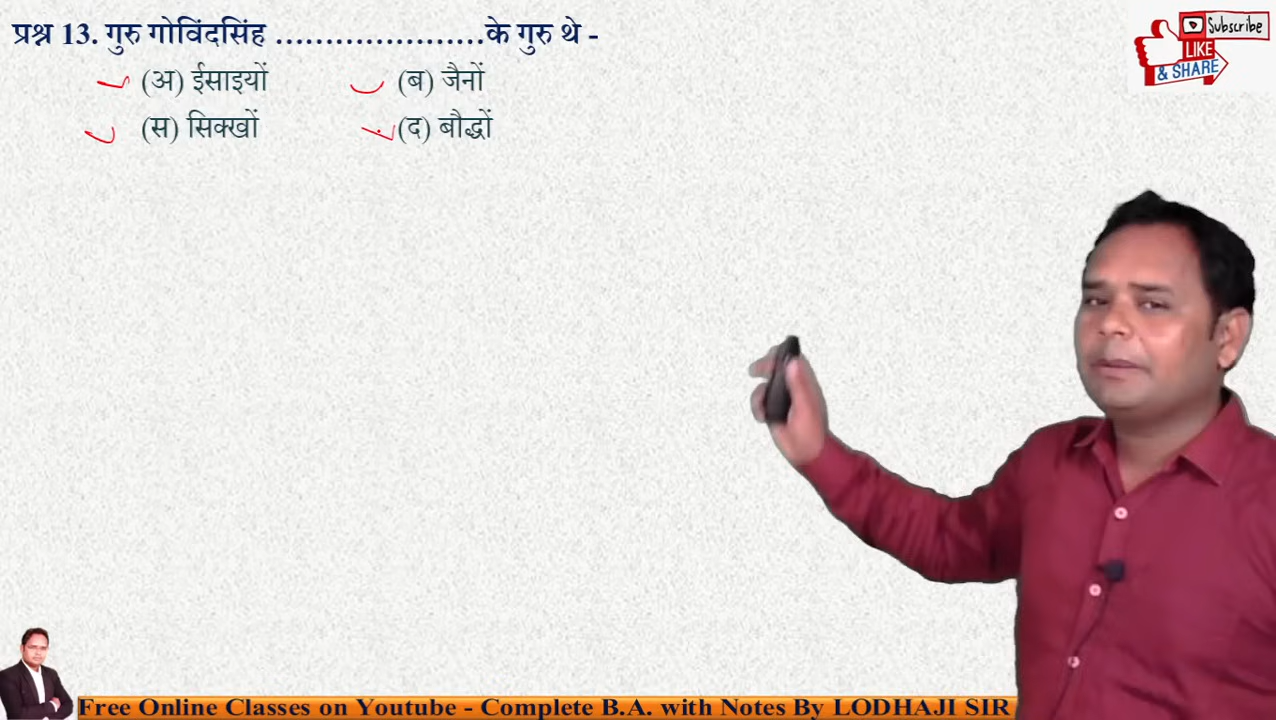 प्रश्न 13. गुरु गोविंदसिंह .....................के गुरु थे -
(अ) ईसाइयों (ब) जैनों
(स) सिक्खों (द) बौद्धों
Subscribe
LIKE
& SHARE
Free Online Classes on Youtube - Complete B.A. with Notes By LODHAJI SIR